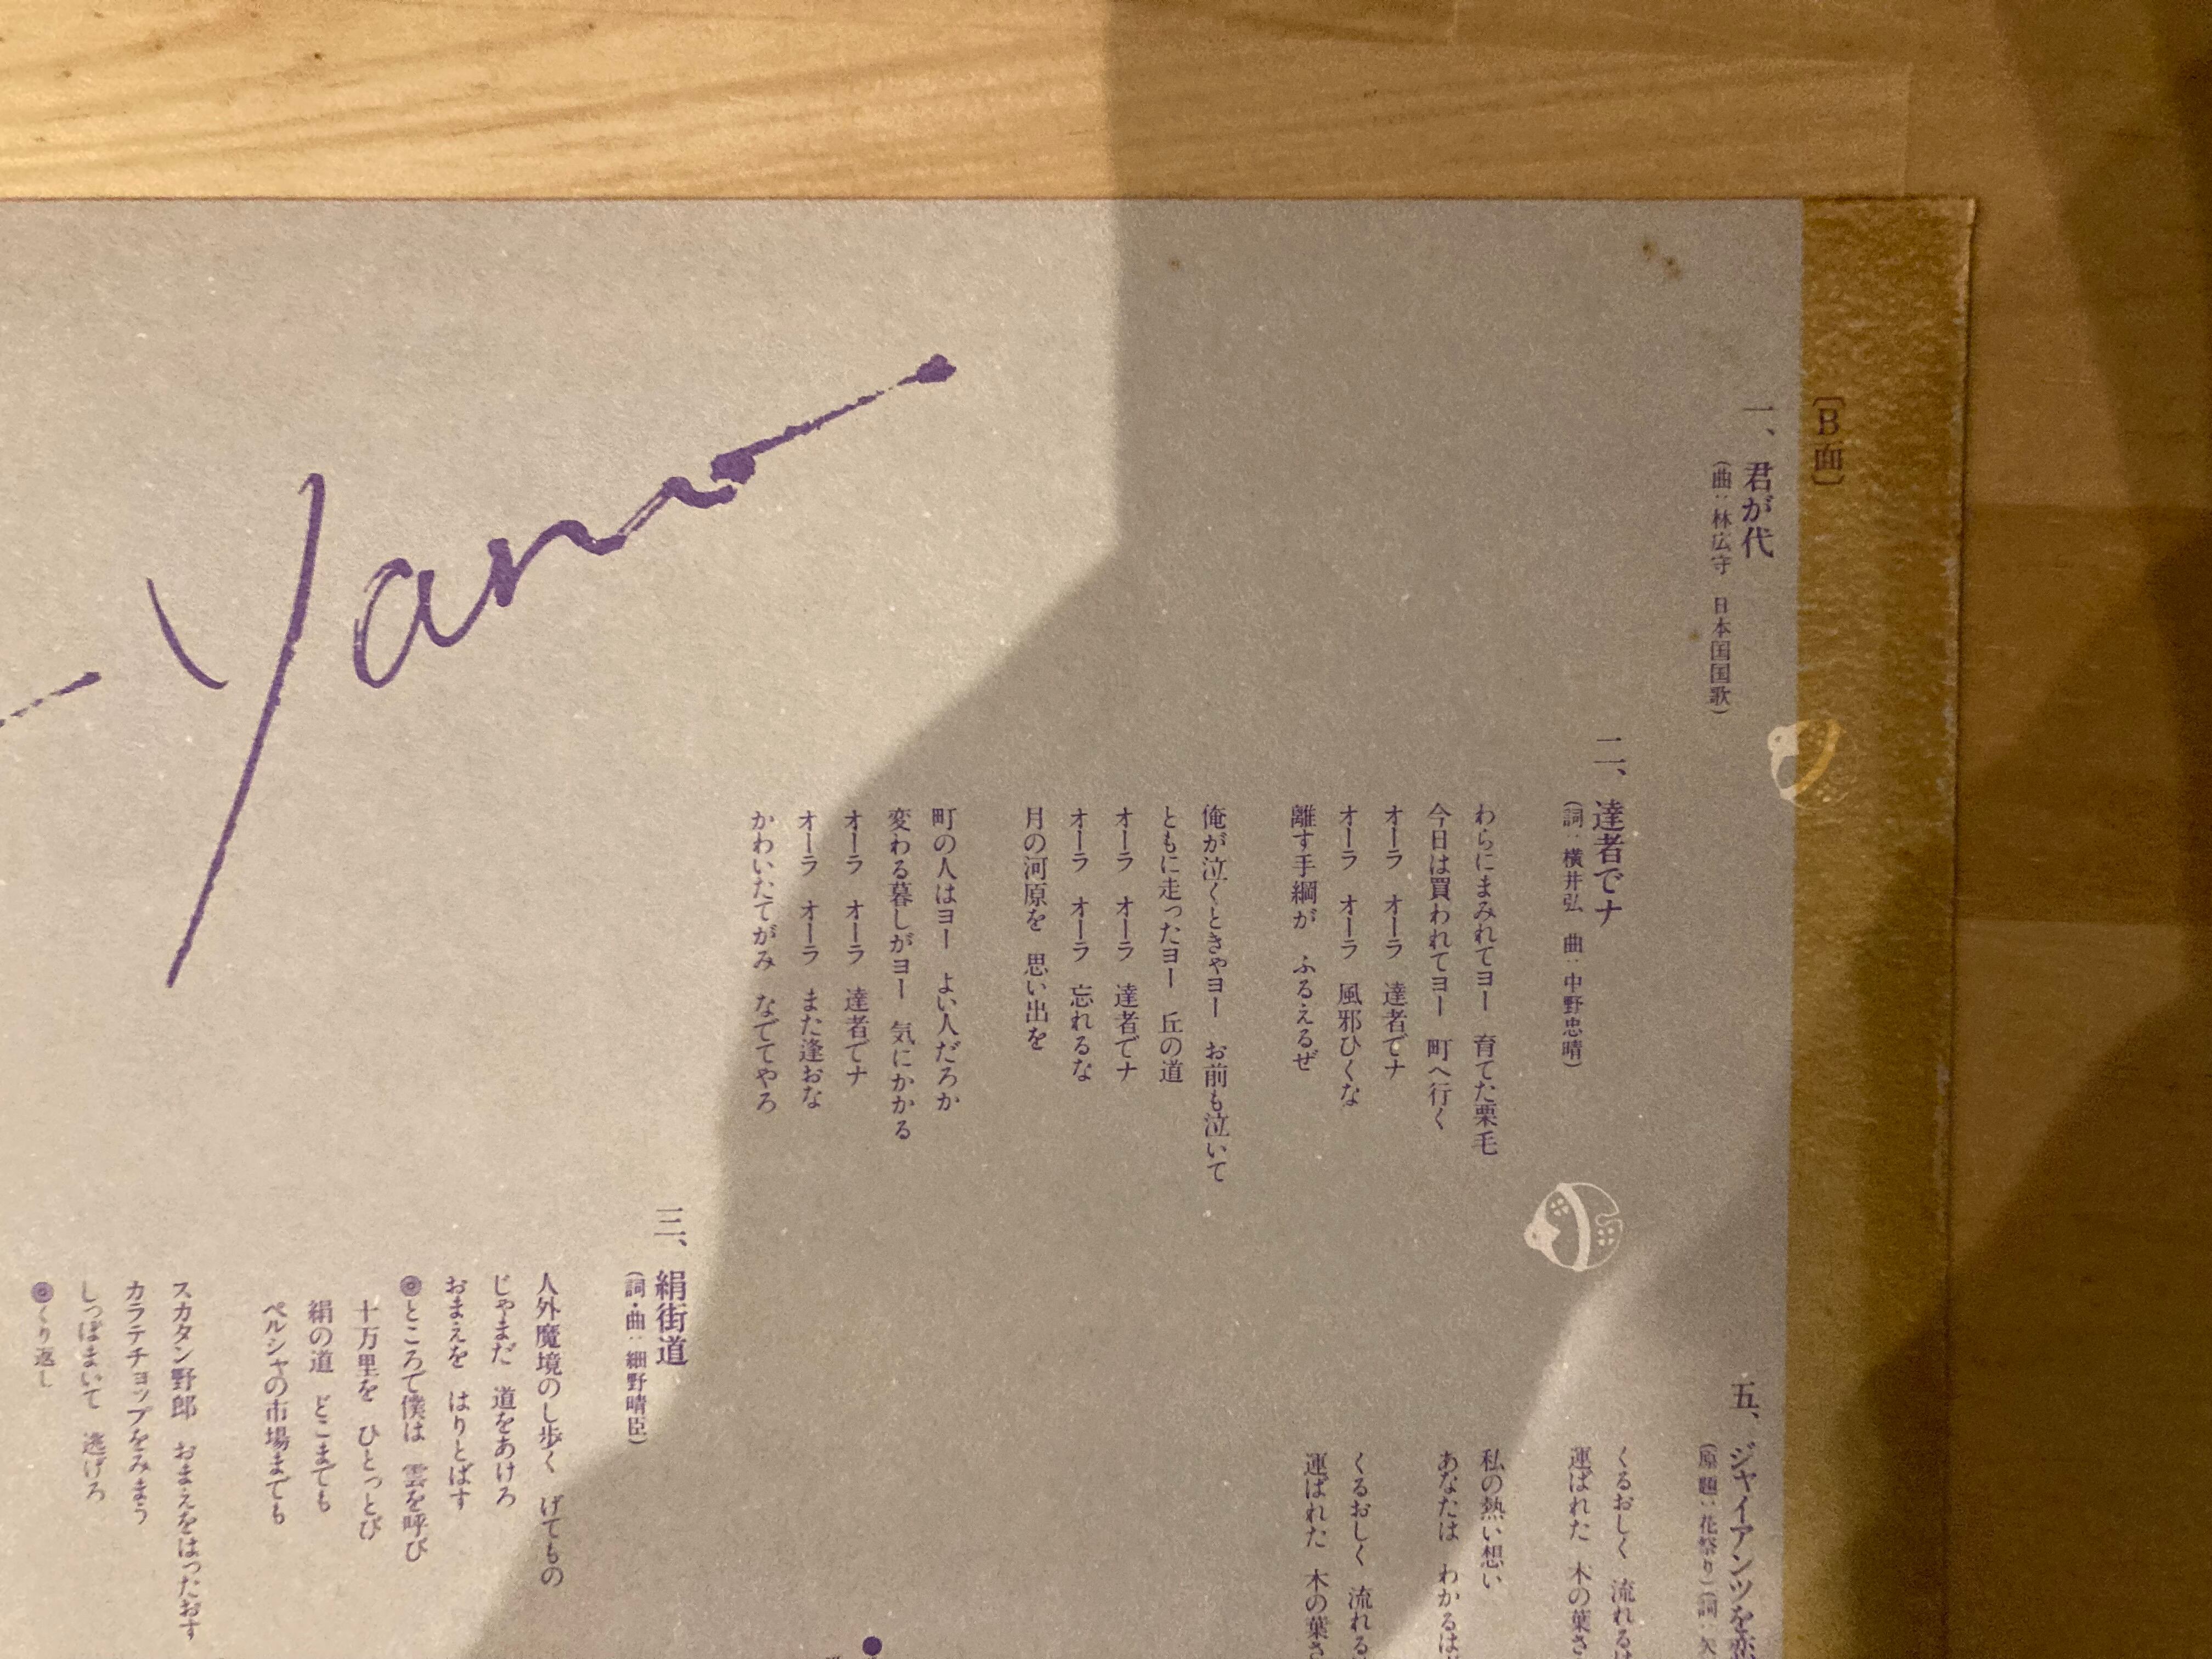 Yano
〔B面〕
一、君が代
（曲：林広守　日本国国歌）
二、達者でナ
（詞：横井弘　曲：中野忠晴）
わらにまみれてヨー　育てた栗毛
今日は買われてヨー　町へ行く
オーラ　オーラ　達者でナ
オーラ　オーラ　風邪ひくな
離す手綱が　ふるえるぜ
俺が泣くときゃヨー　お前も泣いて
ともに走ったヨー　丘の道
オーラ　オーラ　達者でナ
オーラ　オーラ　忘れるな
月の河原を　思い出を
町の人はヨー　よい人だろか
変わる暮しがヨー　気にかかる
オーラ　オーラ　達者でナ
オーラ　オーラ　また逢おな
かわいたてがみ　なでてやろ
三、絹街道
（詞・曲：細野晴臣）
人外魔境のし歩く　げてもの
じゃまだ　道をあけろ
おまえを　はりとばす
◎ところで僕は　雲を呼び
十万里を　ひとっとび
絹の道　どこまでも
ペルシャの市場までも
スカタン野郎　おまえをはったおす
カラテチョップをみまう
しっぽまいて　逃げろ
◎くり返し
五、ジャイアンツを恋
（原題：花祭り）（詞：矢
くるおしく　流れるは
運ばれた　木の葉さ
私の熱い想い
あなたは　わかるは
くるおしく　流れる
運ばれた　木の葉さ